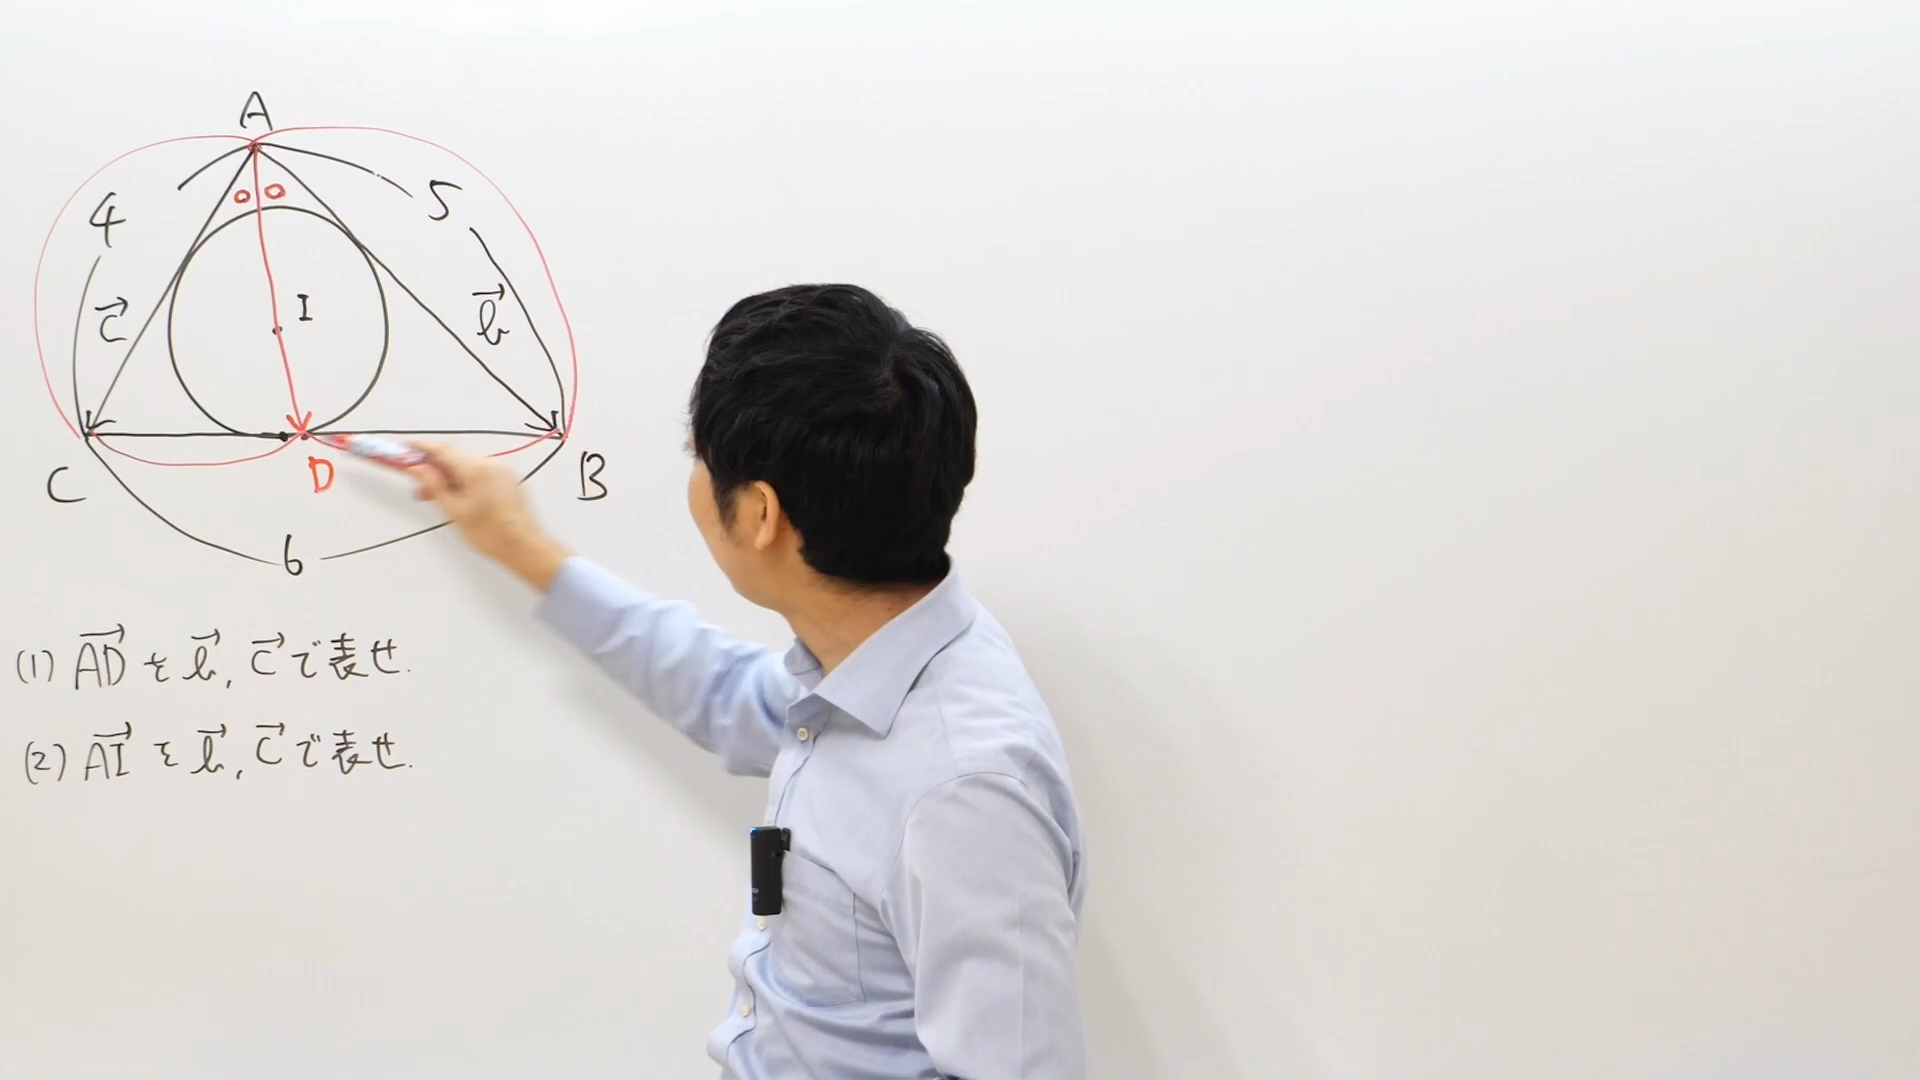 A
4
5
I
c⃗
b⃗
D
C
B
6
(1) AD⃗ を b⃗, c⃗ で表せ.
(2) AI⃗ を b⃗, c⃗ で表せ.